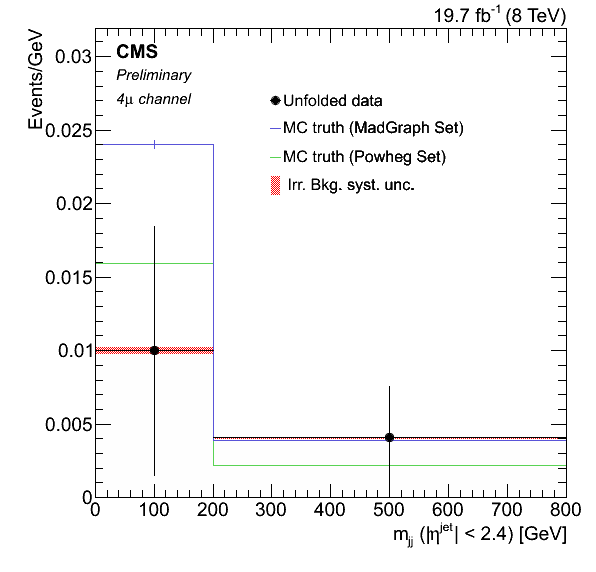 19.7 fb⁻¹ (8 TeV)
Events/GeV
CMS
Preliminary
4μ channel
Unfolded data
MC truth (MadGraph Set)
MC truth (Powheg Set)
Irr. Bkg. syst. unc.
0.03
0.025
0.02
0.015
0.01
0.005
0
0 100 200 300 400 500 600 700 800
m_jj (|η^jet| < 2.4) [GeV]